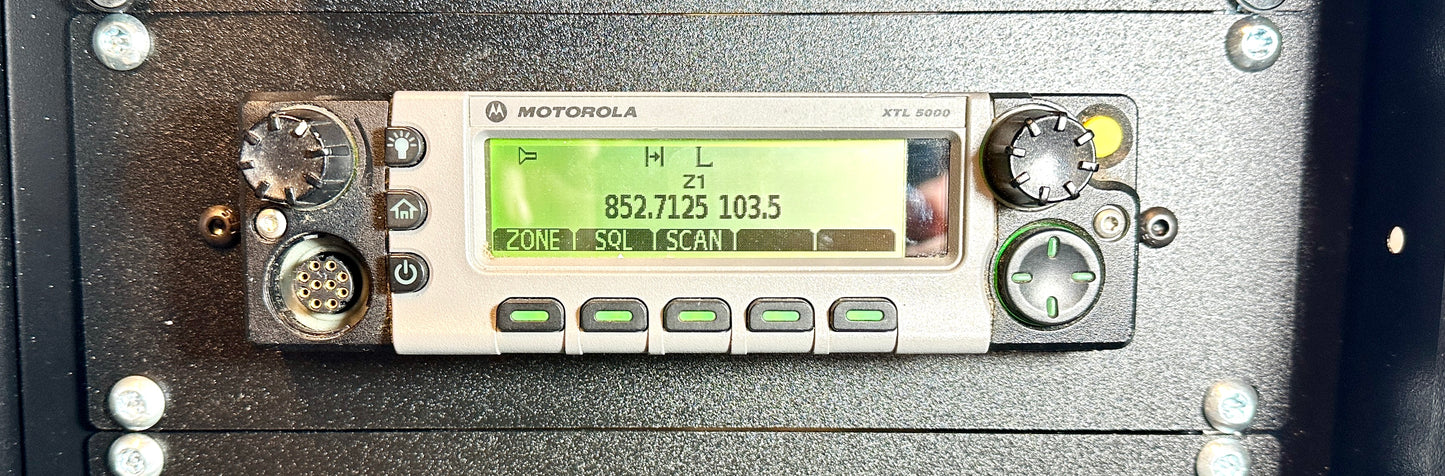 MOTOROLA XTL 5000
L
Z1
852.7125 103.5
ZONE SQL SCAN